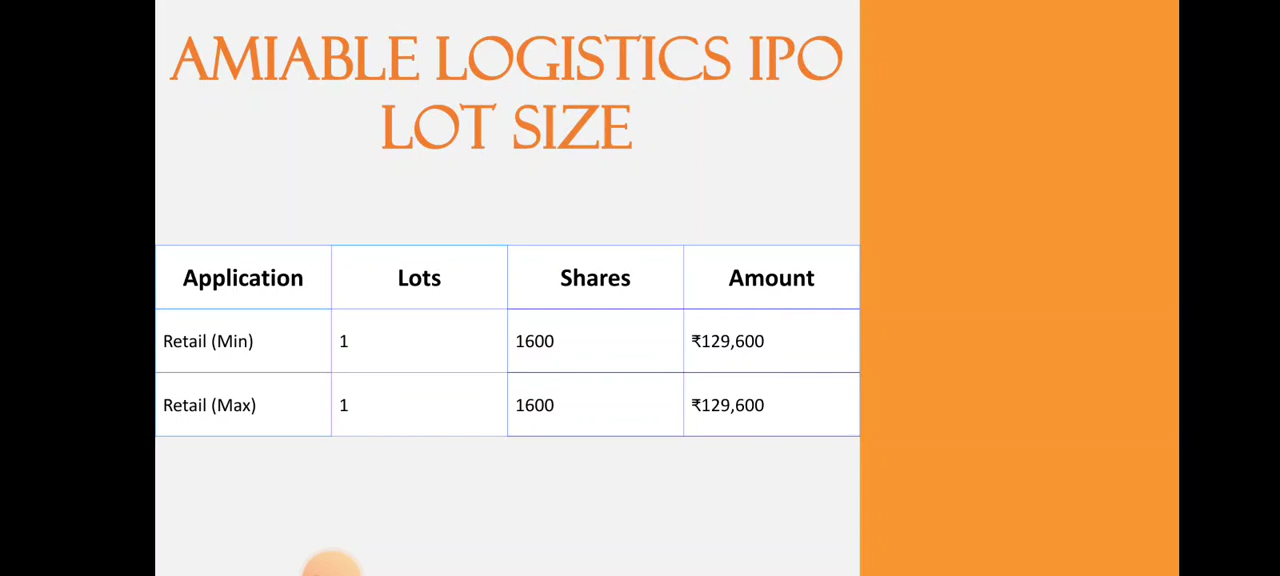 AMIABLE LOGISTICS IPO
LOT SIZE
Application Lots Shares Amount
Retail (Min) 1 1600 ₹129,600
Retail (Max) 1 1600 ₹129,600